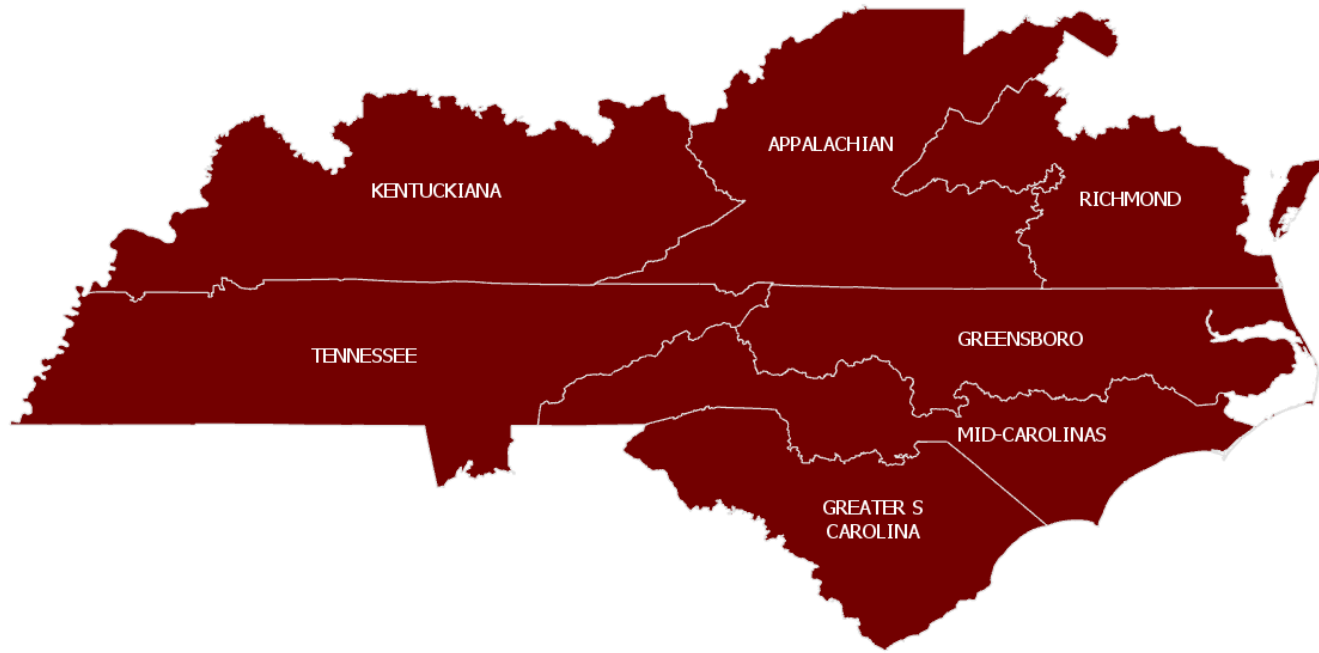 APPALACHIAN
KENTUCKIANA
RICHMOND
GREENSBORO
TENNESSEE
MID-CAROLINAS
GREATER S
CAROLINA